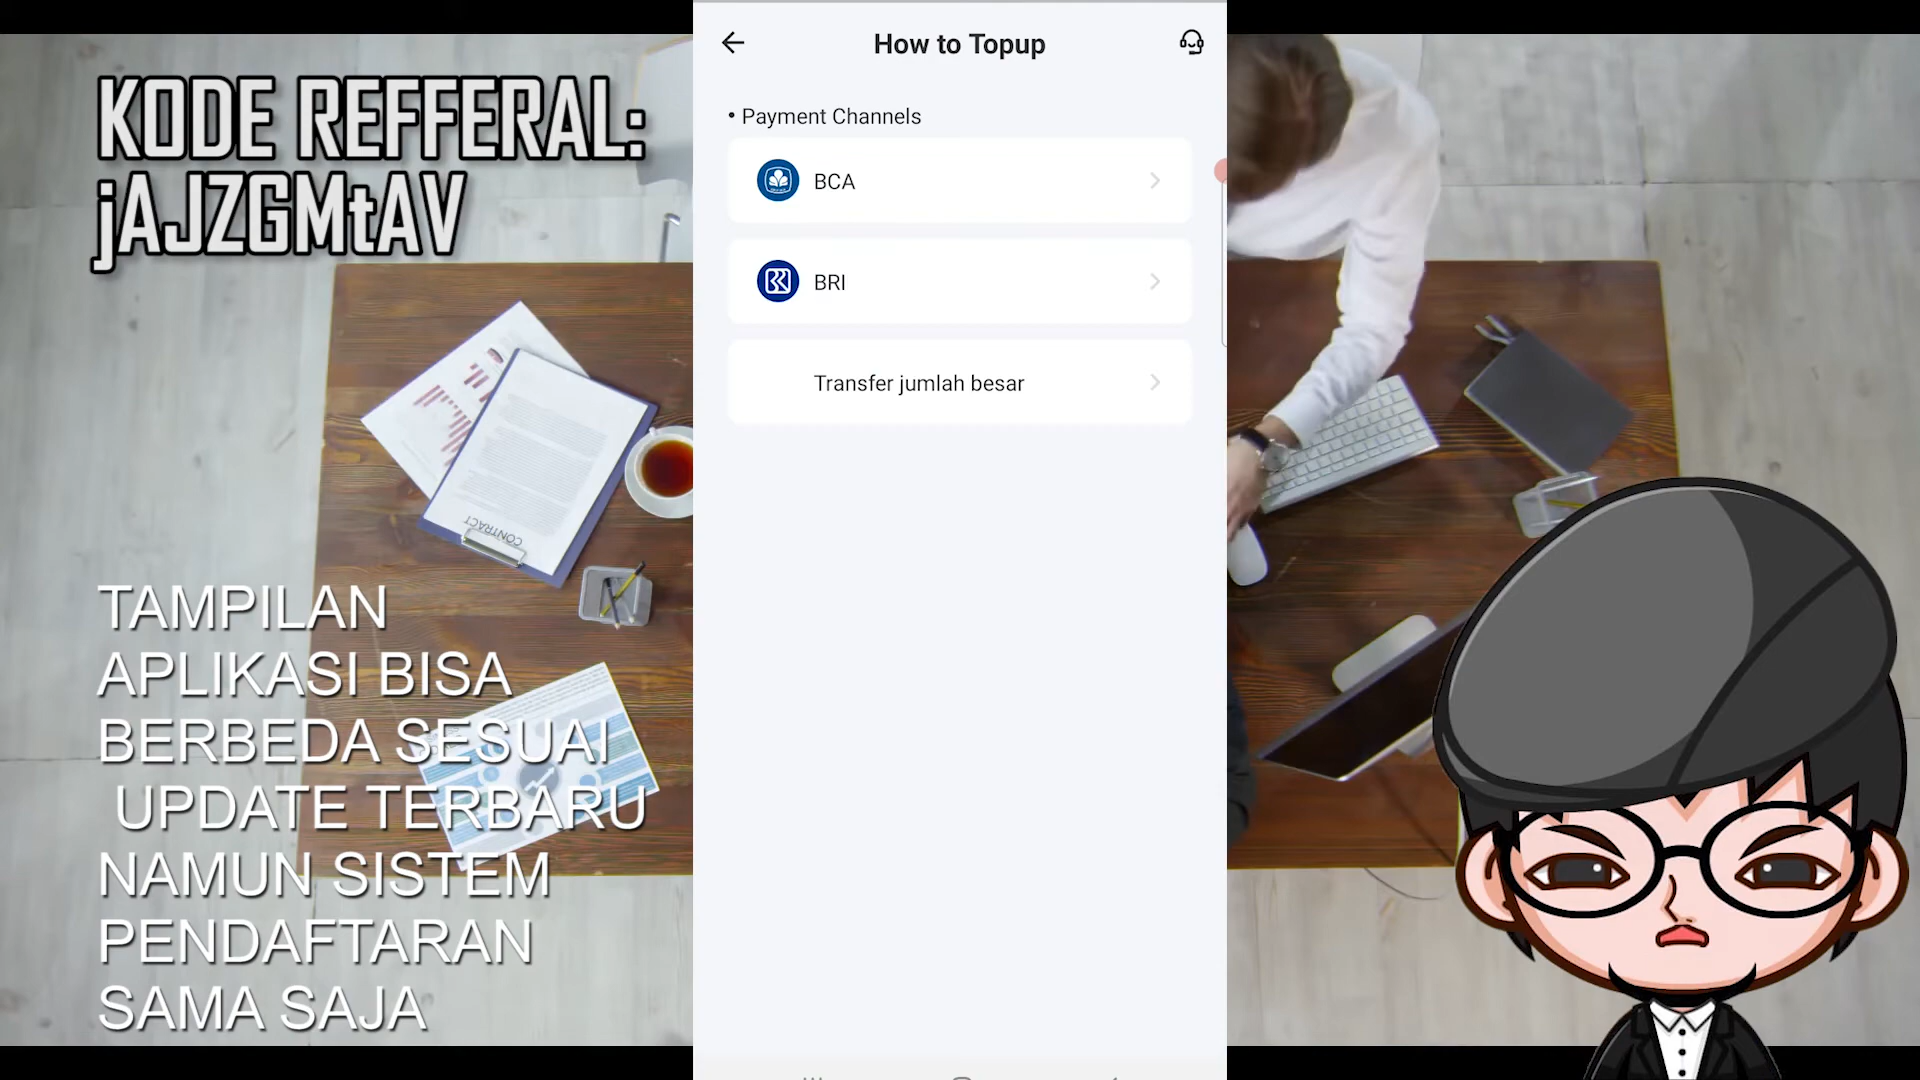 KODE REFFERAL:
jAJZGMtAV
TAMPILAN
APLIKASI BISA
BERBEDA SESUAI
UPDATE TERBARU
NAMUN SISTEM
PENDAFTARAN
SAMA SAJA
How to Topup
• Payment Channels
BCA
BRI
Transfer jumlah besar
CONTRACT